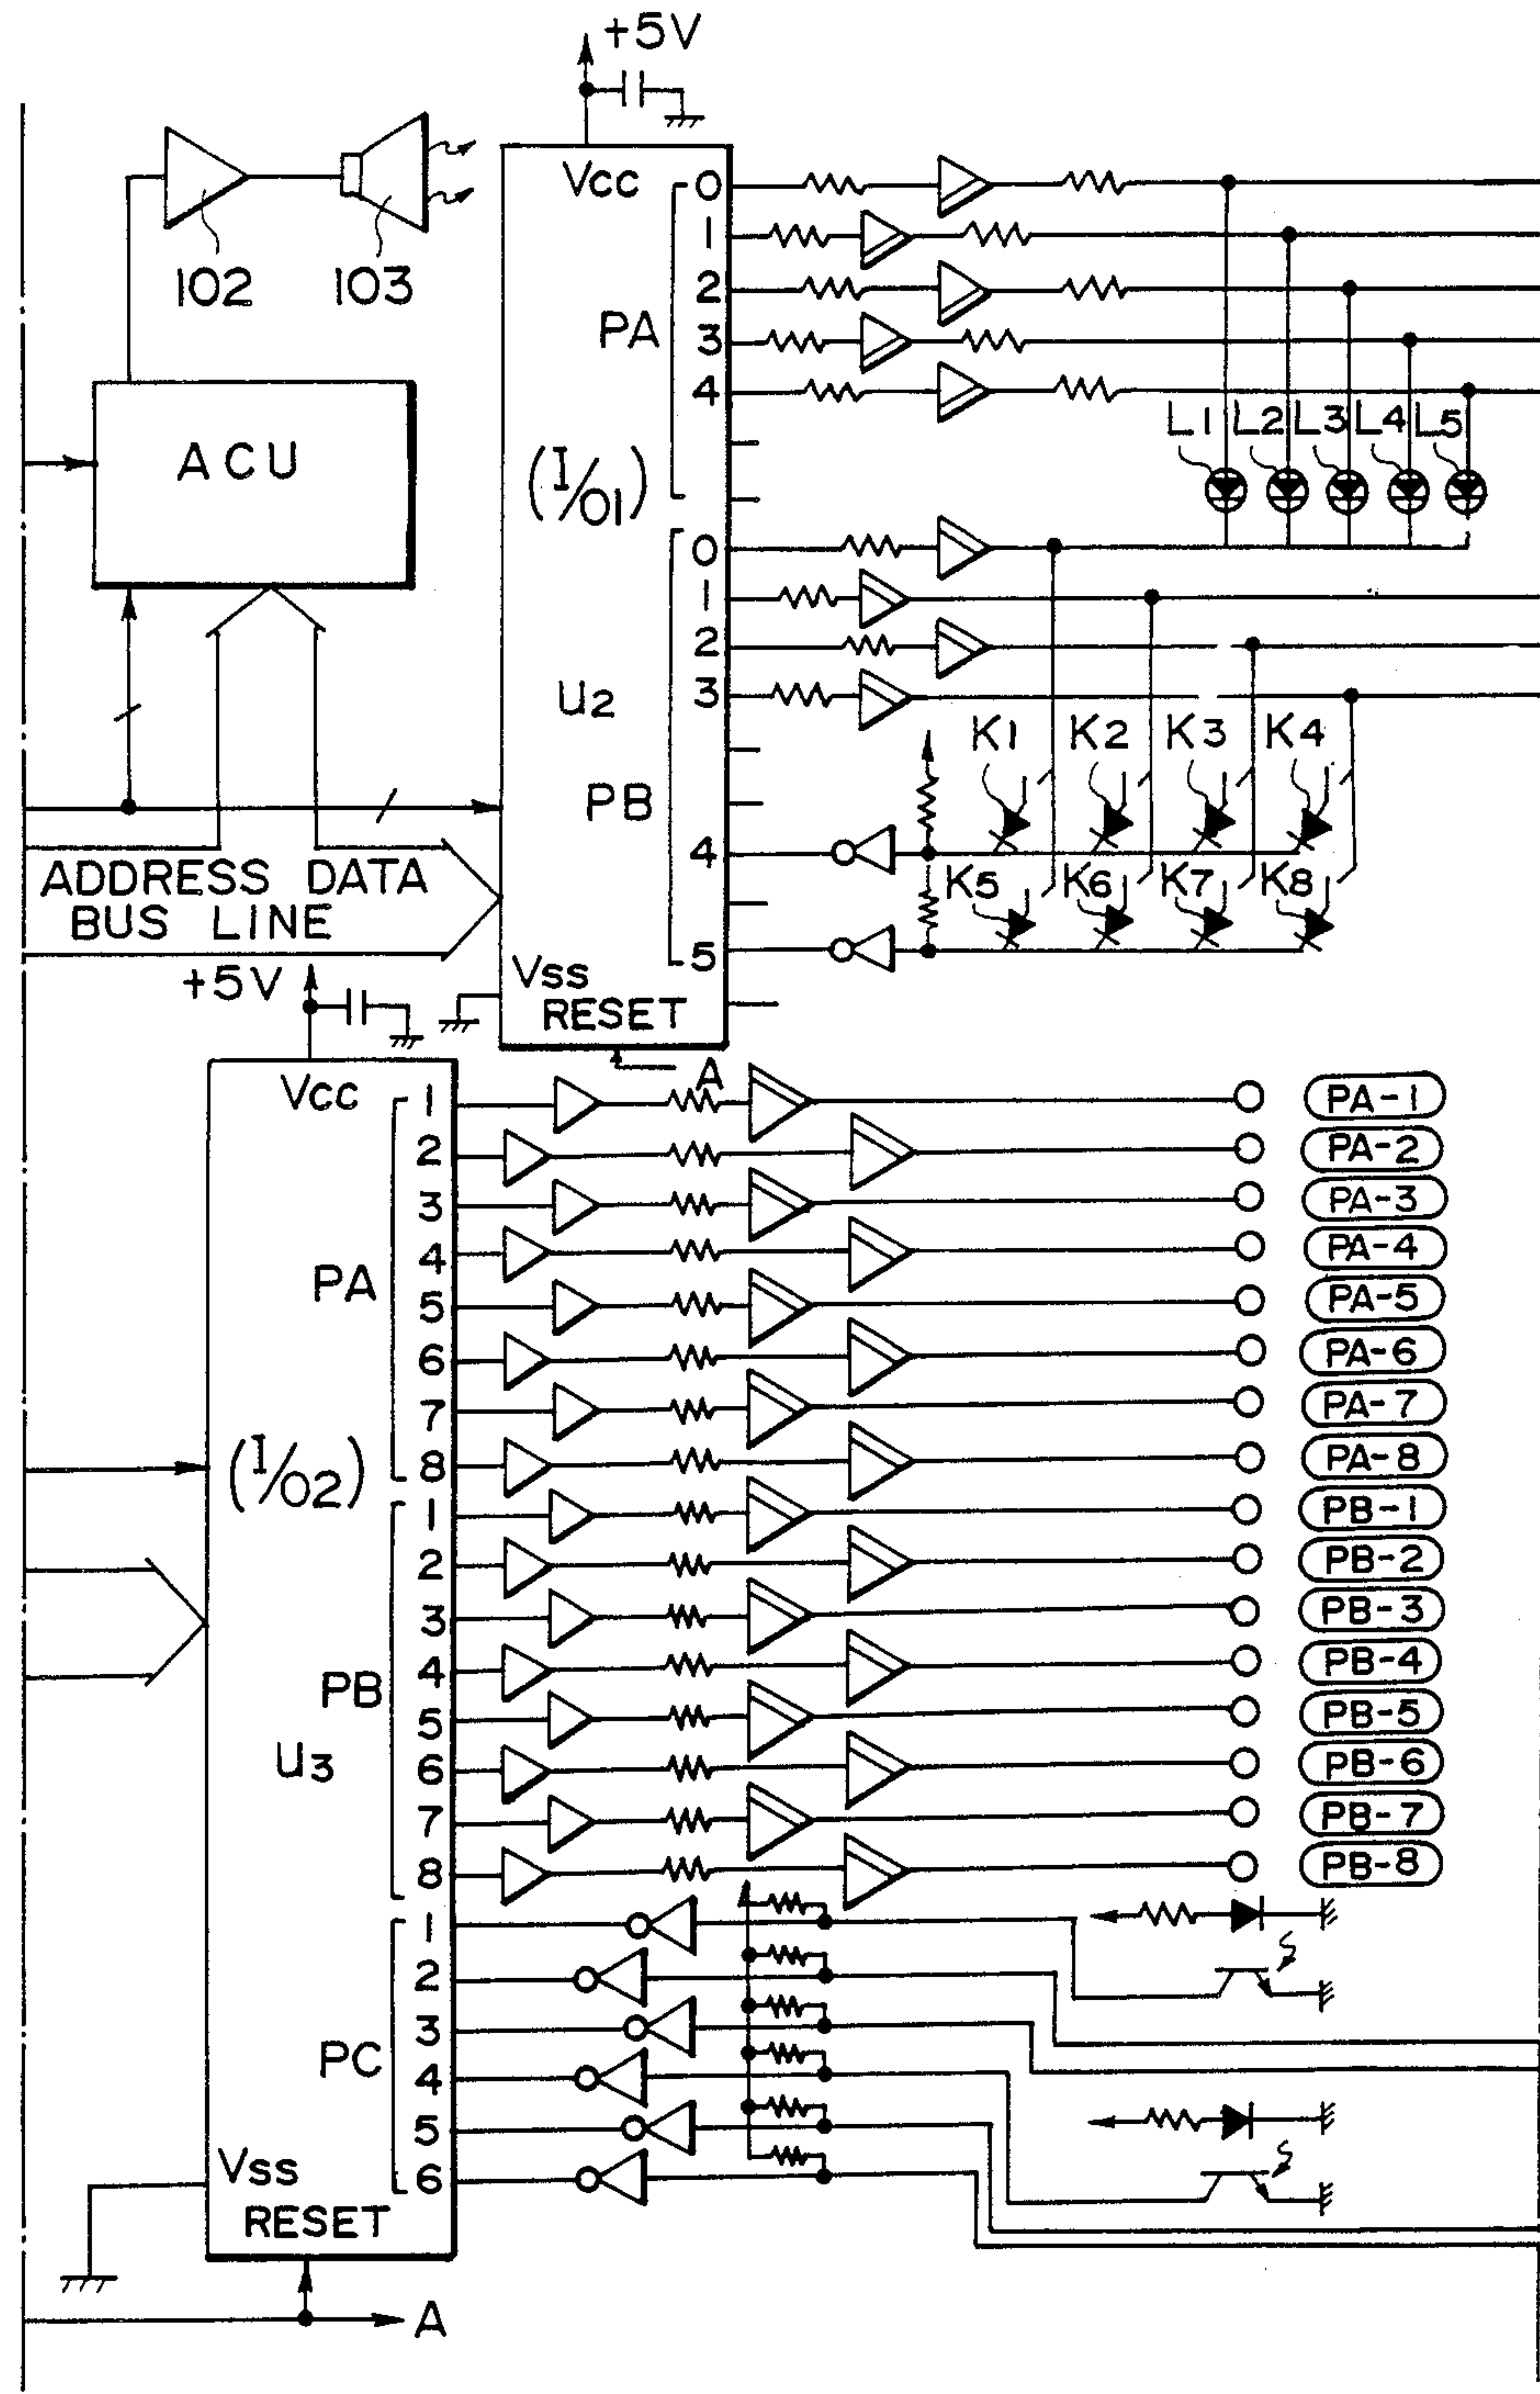 +5V
102
103
ACU
ADDRESS DATA
BUS LINE
Vcc
PA
0
1
2
3
4
(I/O1)
L1 L2 L3 L4 L5
U2
PB
0
1
2
3
4
5
K1 K2 K3 K4
K5 K6 K7 K8
Vss
RESET
A
+5V
Vcc
PA
1
2
3
4
5
6
7
8
(I/O2)
PB
1
2
3
4
5
6
7
8
U3
PC
1
2
3
4
5
6
Vss
RESET
A
PA-1
PA-2
PA-3
PA-4
PA-5
PA-6
PA-7
PA-8
PB-1
PB-2
PB-3
PB-4
PB-5
PB-6
PB-7
PB-8